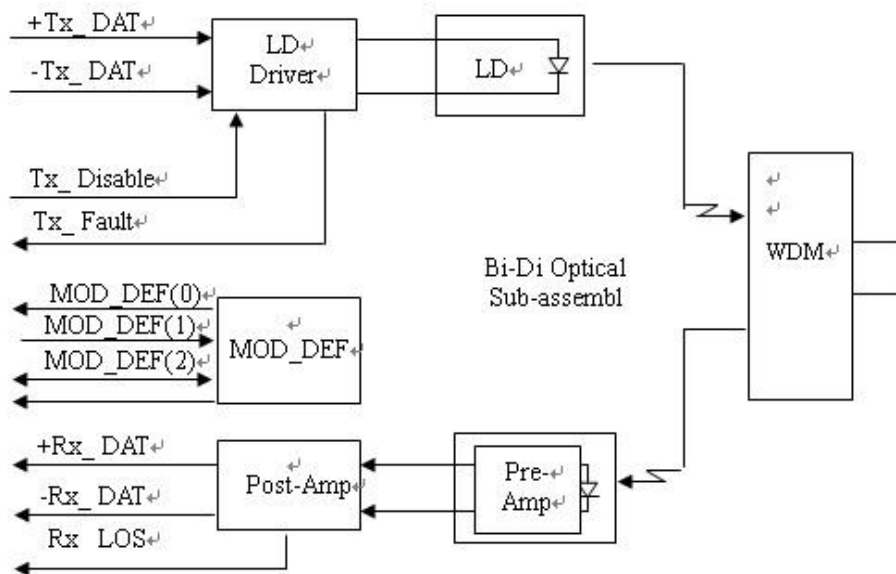 +Tx_ DAT
-Tx_ DAT
LD
Driver
LD
Tx_ Disable
Tx_ Fault
WDM
Bi-Di Optical
Sub-assembl
MOD_DEF(0)
MOD_DEF(1)
MOD_DEF(2)
MOD_DEF
+Rx_ DAT
-Rx_ DAT
Rx LOS
Post-Amp
Pre-
Amp